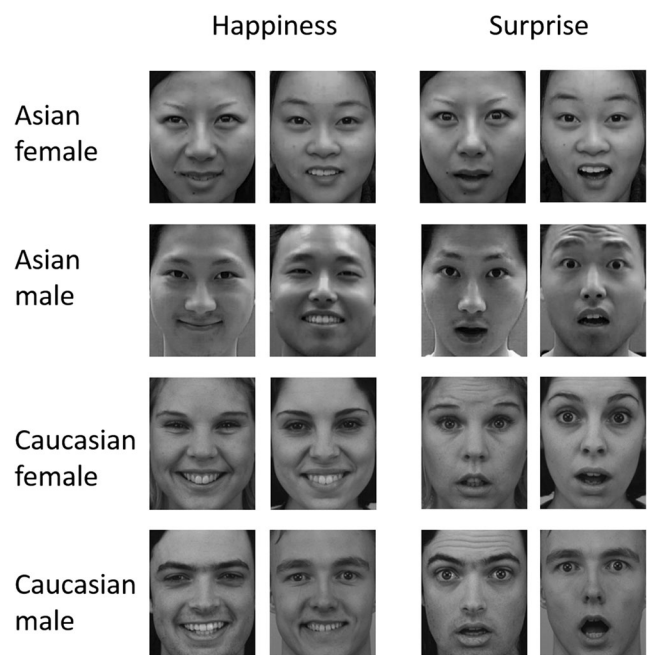 Happiness Surprise
Asian
female
Asian
male
Caucasian
female
Caucasian
male